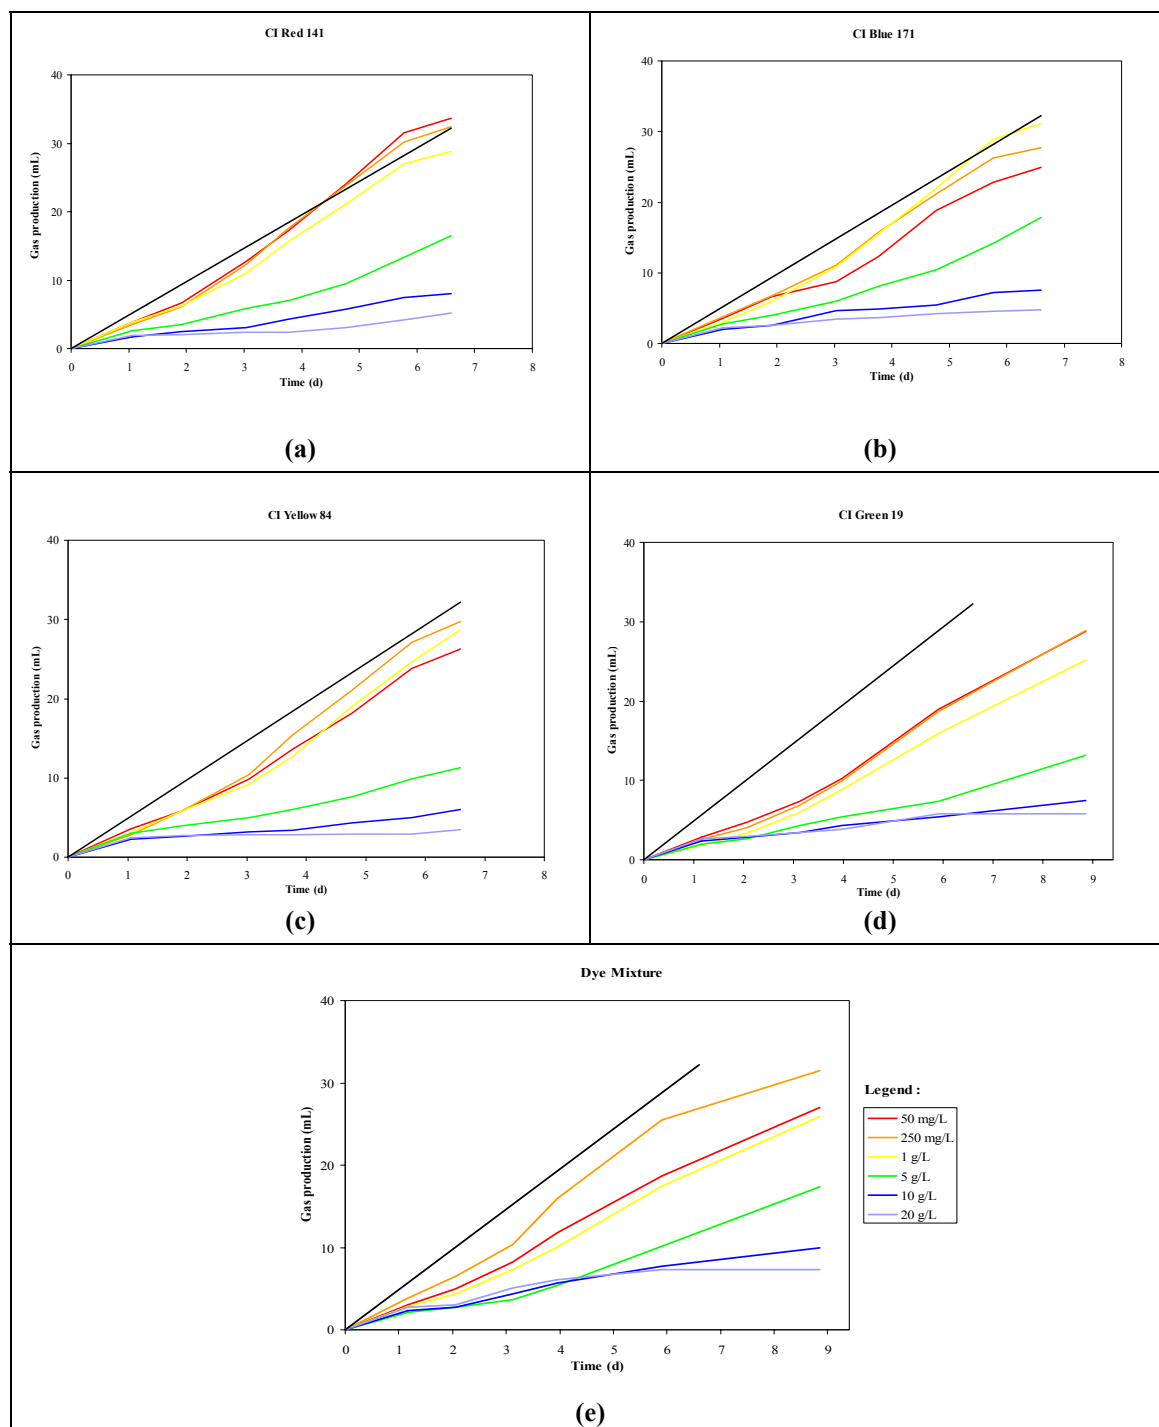 CI Red 141
Gas production (mL)
40
30
20
10
0
0 1 2 3 4 5 6 7 8
Time (d)
(a)
CI Blue 171
Gas production (mL)
40
30
20
10
0
0 1 2 3 4 5 6 7 8
Time (d)
(b)
CI Yellow 84
Gas production (mL)
40
30
20
10
0
0 1 2 3 4 5 6 7 8
Time (d)
(c)
CI Green 19
Gas production (mL)
40
30
20
10
0
0 1 2 3 4 5 6 7 8 9
Time (d)
(d)
Dye Mixture
Gas production (mL)
40
30
20
10
0
0 1 2 3 4 5 6 7 8 9
Time (d)
Legend :
50 mg/L
250 mg/L
1 g/L
5 g/L
10 g/L
20 g/L
(e)